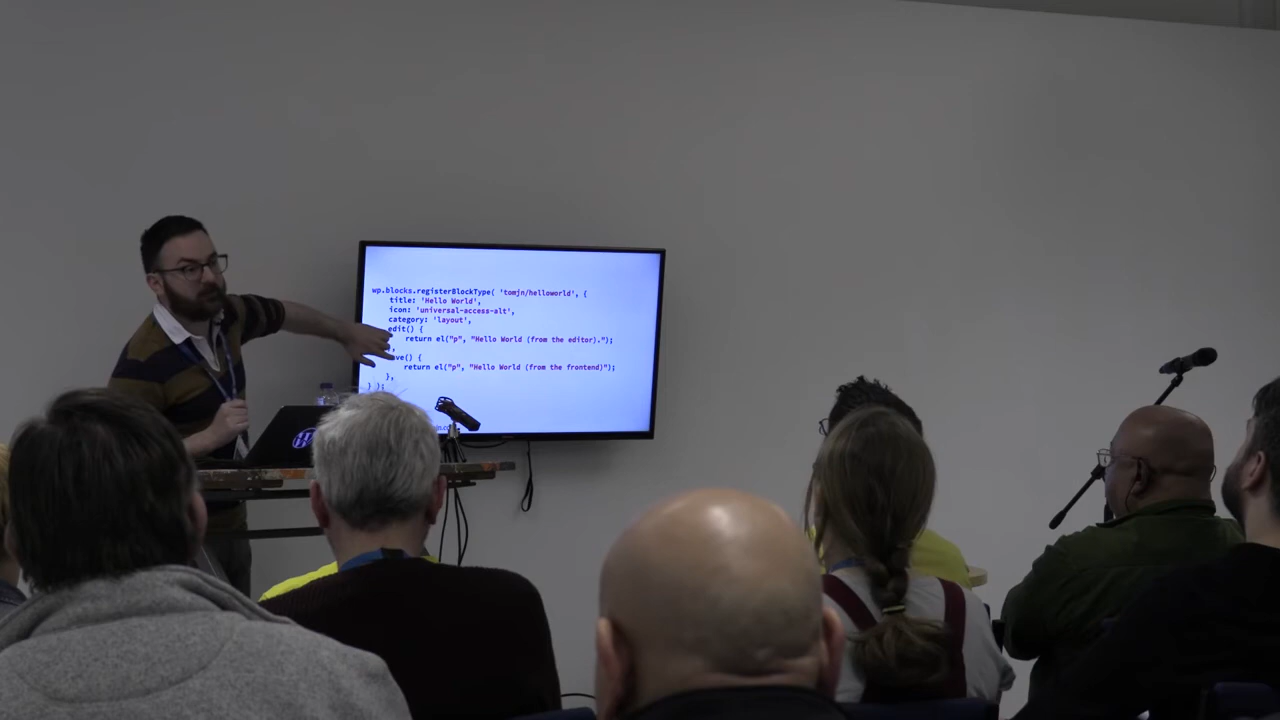 wp.blocks.registerBlockType( 'tomjn/helloworld', {
title: 'Hello World',
icon: 'universal-access-alt',
category: 'layout',
edit() {
return el("p", "Hello World (from the editor).");
},
ave() {
return el("p", "Hello World (from the frontend)");
},
} );